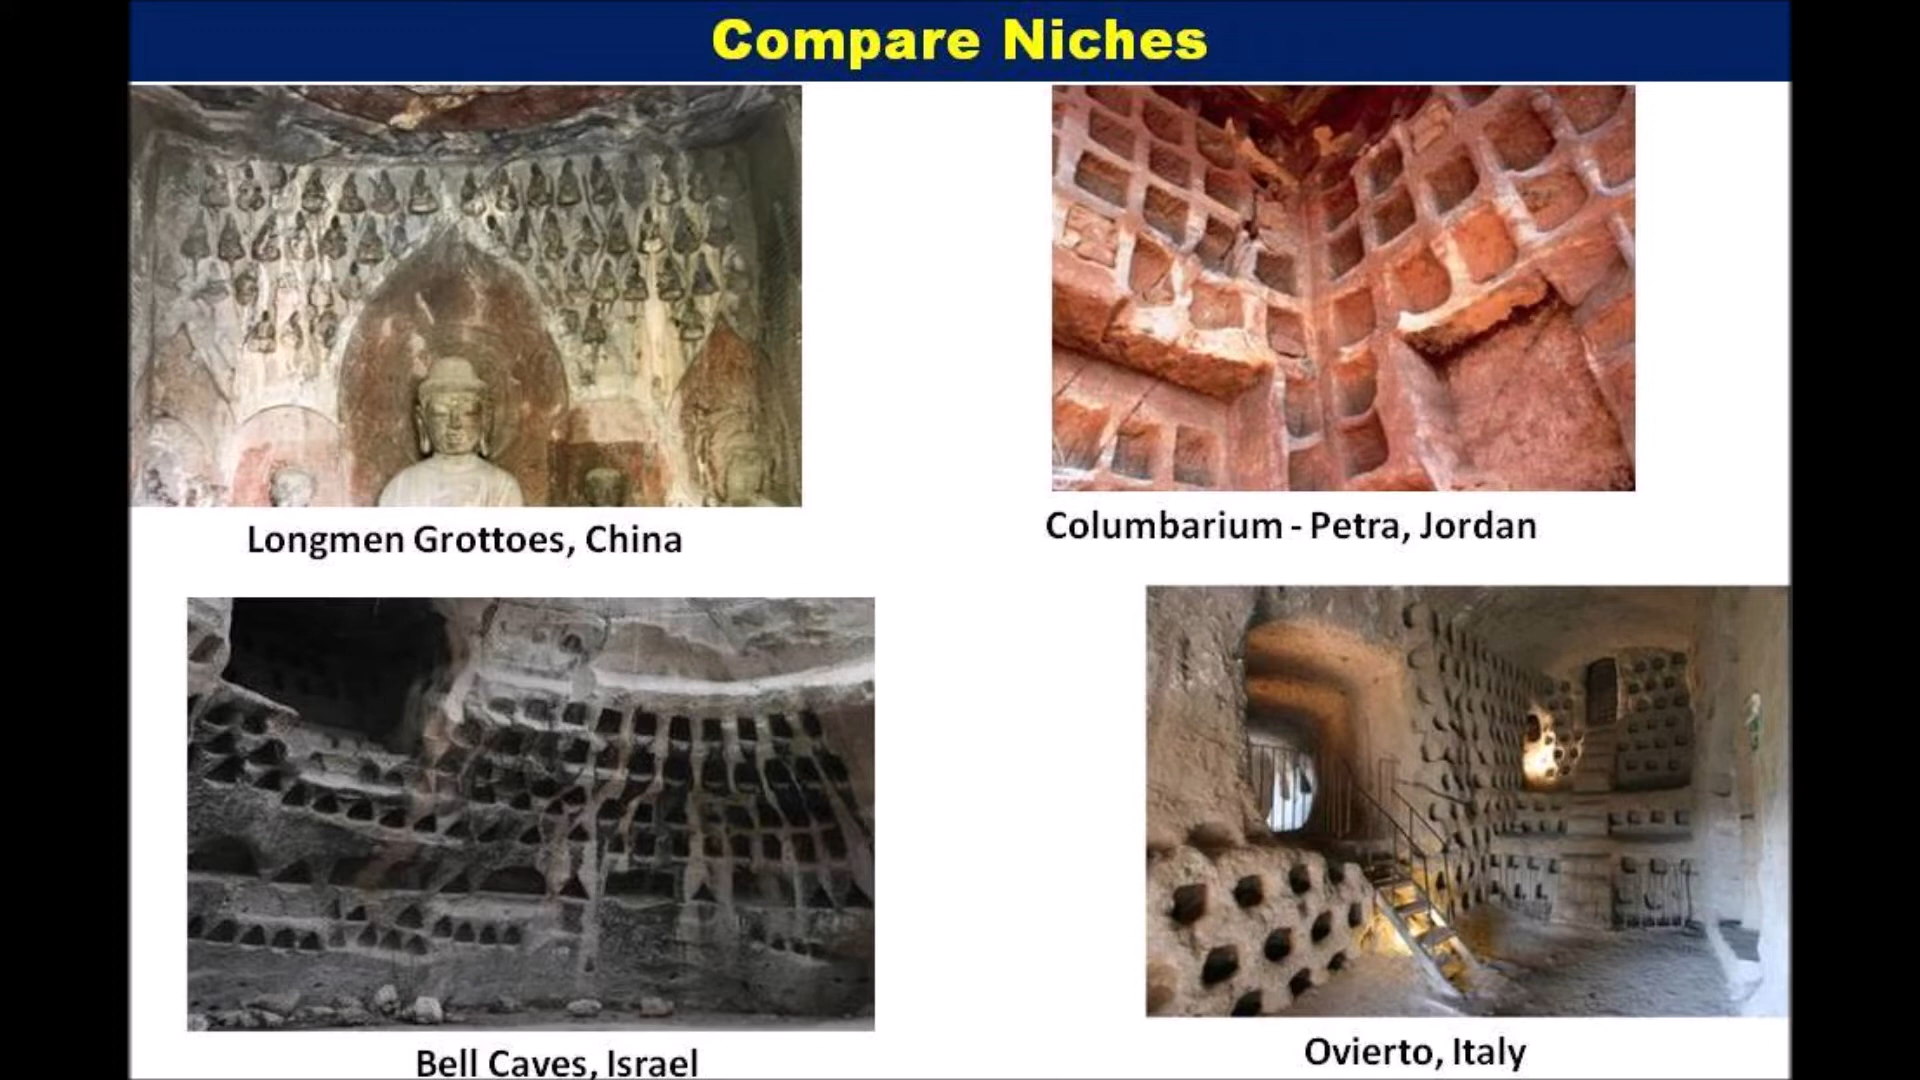 Compare Niches
Longmen Grottoes, China
Columbarium - Petra, Jordan
Bell Caves, Israel
Ovierto, Italy